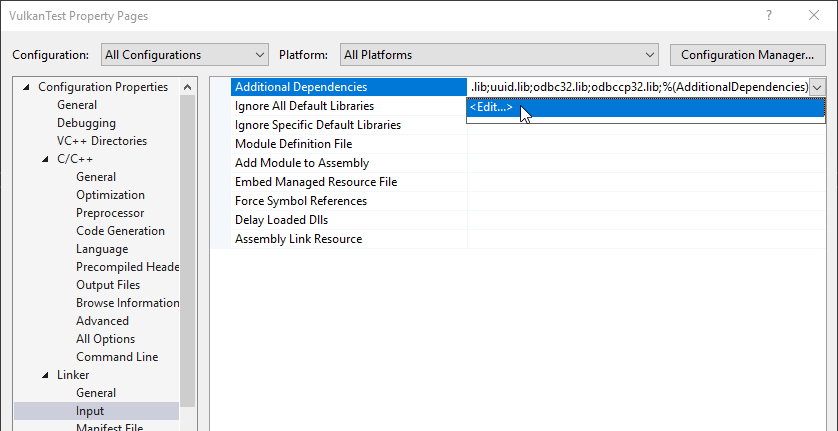 VulkanTest Property Pages
?
Configuration: All Configurations Platform: All Platforms Configuration Manager...
Configuration Properties
General
Debugging
VC++ Directories
C/C++
General
Optimization
Preprocessor
Code Generation
Language
Precompiled Heade
Output Files
Browse Information
Advanced
All Options
Command Line
Linker
General
Input
Manifest File
Additional Dependencies .lib;uuid.lib;odbc32.lib;odbccp32.lib;%(AdditionalDependencies)
Ignore All Default Libraries <Edit...>
Ignore Specific Default Libraries
Module Definition File
Add Module to Assembly
Embed Managed Resource File
Force Symbol References
Delay Loaded Dlls
Assembly Link Resource